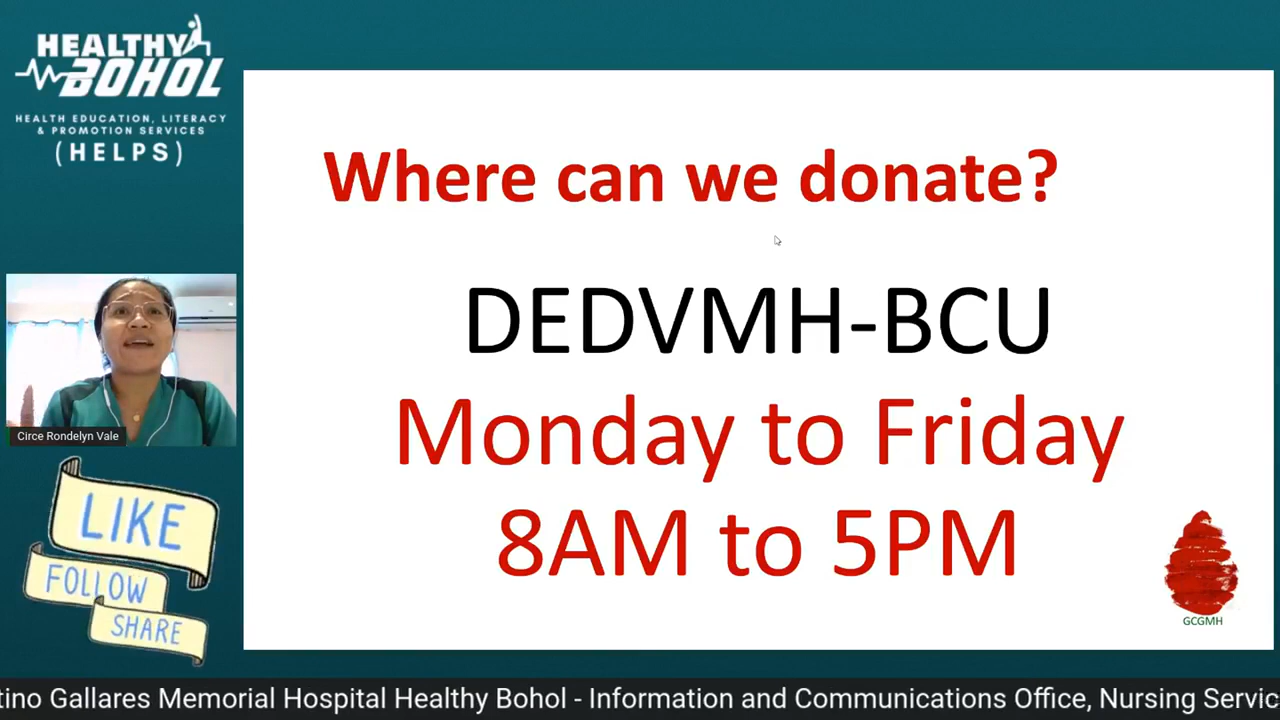 HEALTHY
BOHOL
HEALTH EDUCATION, LITERACY
& PROMOTION SERVICES
(HELPS)
Where can we donate?
DEDVMH-BCU
Monday to Friday
8AM to 5PM
GCGMH
Circe Rondelyn Vale
LIKE
FOLLOW
SHARE
tino Gallares Memorial Hospital Healthy Bohol - Information and Communications Office, Nursing Servic